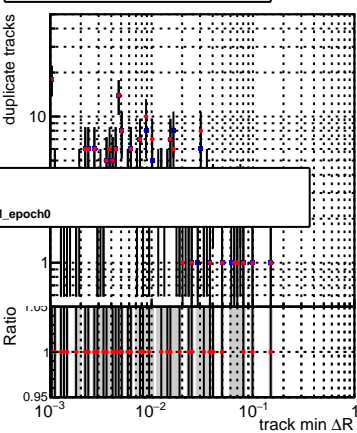 duplicate tracks
10
l_epoch0
1
Ratio
1.05
1
0.95
10⁻³
10⁻²
10⁻¹
1
track min ΔR